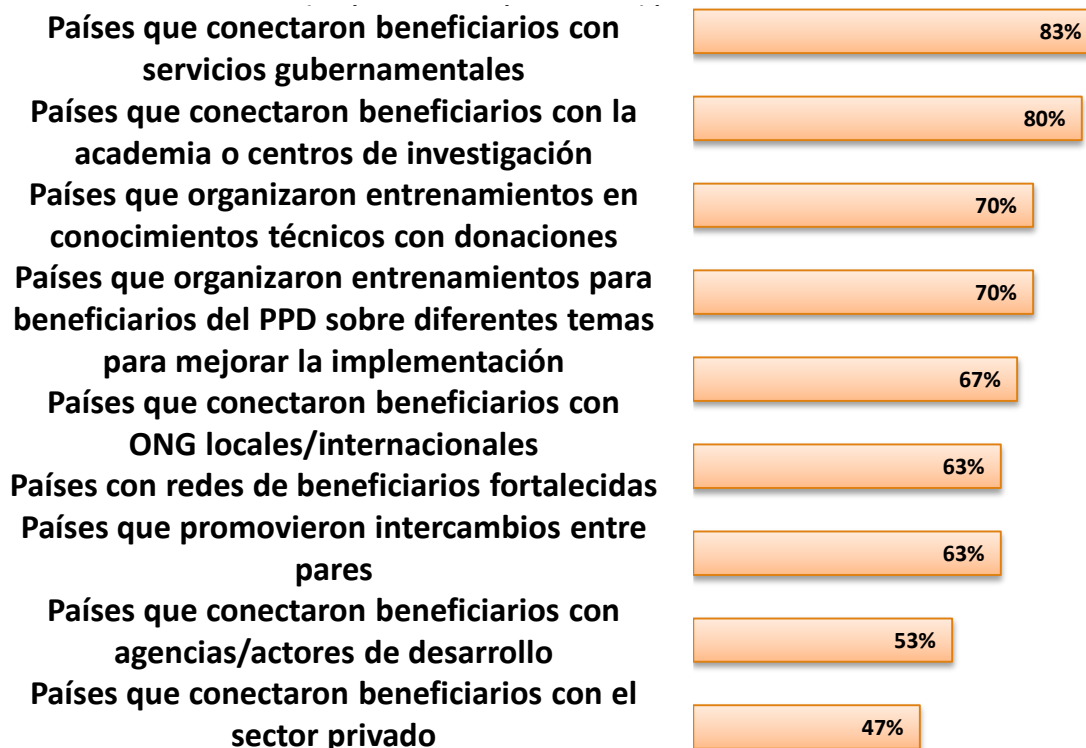 Países que conectaron beneficiarios con
servicios gubernamentales
83%
Países que conectaron beneficiarios con la
academia o centros de investigación
80%
Países que organizaron entrenamientos en
conocimientos técnicos con donaciones
70%
Países que organizaron entrenamientos para
beneficiarios del PPD sobre diferentes temas
para mejorar la implementación
70%
Países que conectaron beneficiarios con
ONG locales/internacionales
67%
Países con redes de beneficiarios fortalecidas
63%
Países que promovieron intercambios entre
pares
63%
Países que conectaron beneficiarios con
agencias/actores de desarrollo
53%
Países que conectaron beneficiarios con el
sector privado
47%